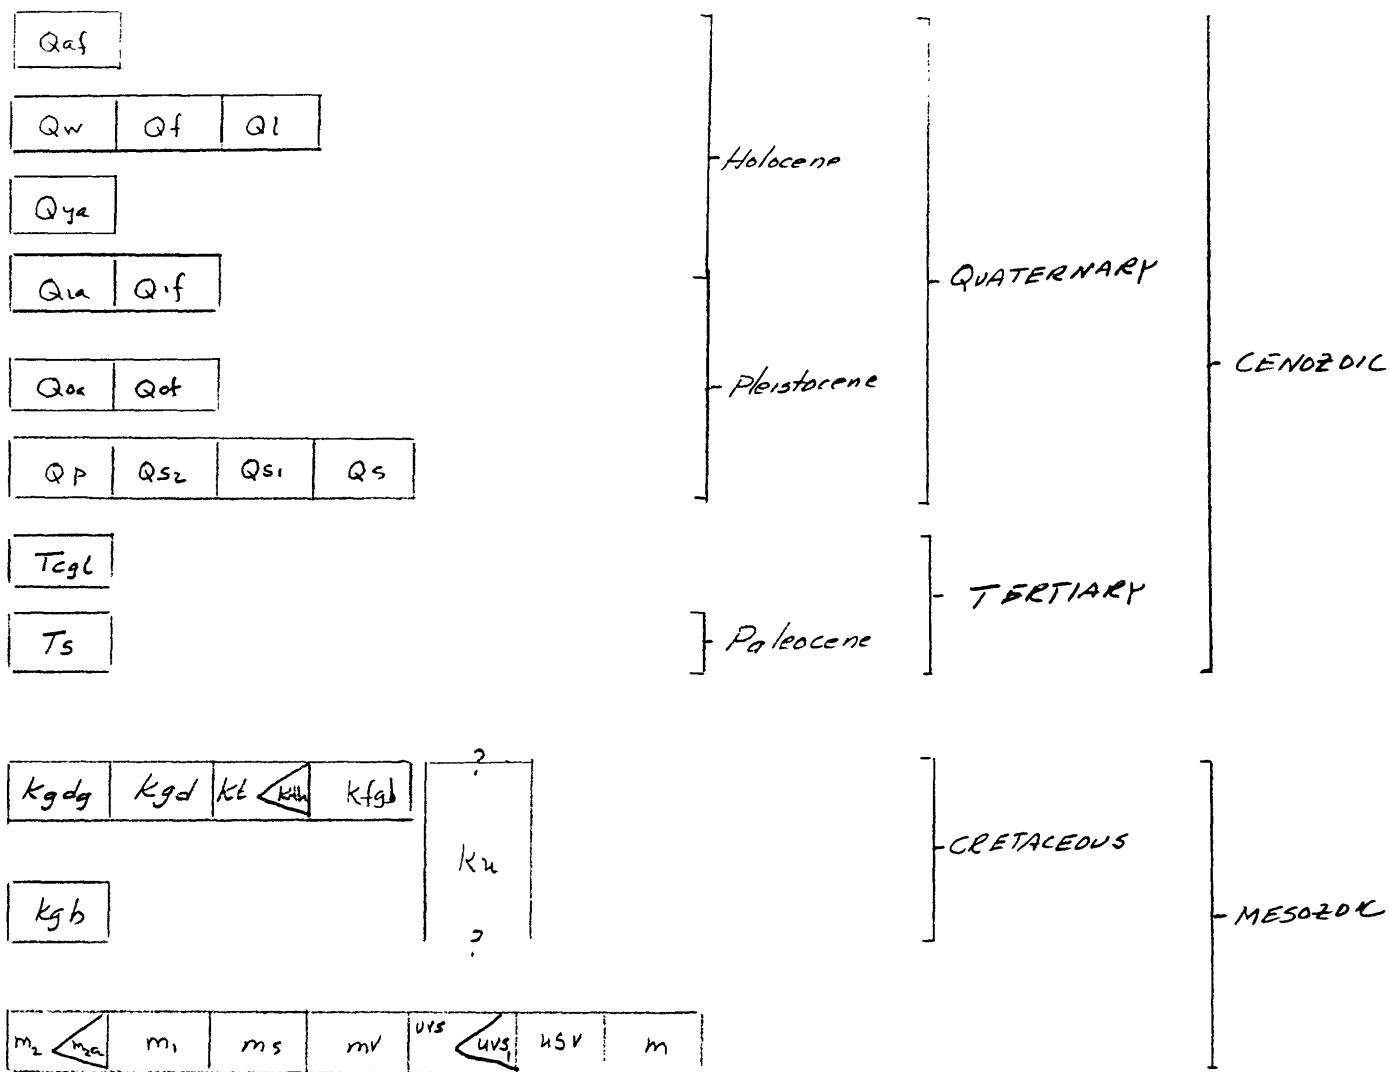 Qaf
Qw Qf Ql
Holocene
Qya
QUATERNARY
Qia Qif
CENOZOIC
Qoa Qof
Pleistocene
Qp Qs2 Qs1 Qs
Tcgl
TERTIARY
Ts
Paleocene
?
Kgdg Kgd Kt Kfgb
Ku
CRETACEOUS
Kgb
MESOZOIC
?
m2 m2a m1 ms mv uvs uvs1 usv m